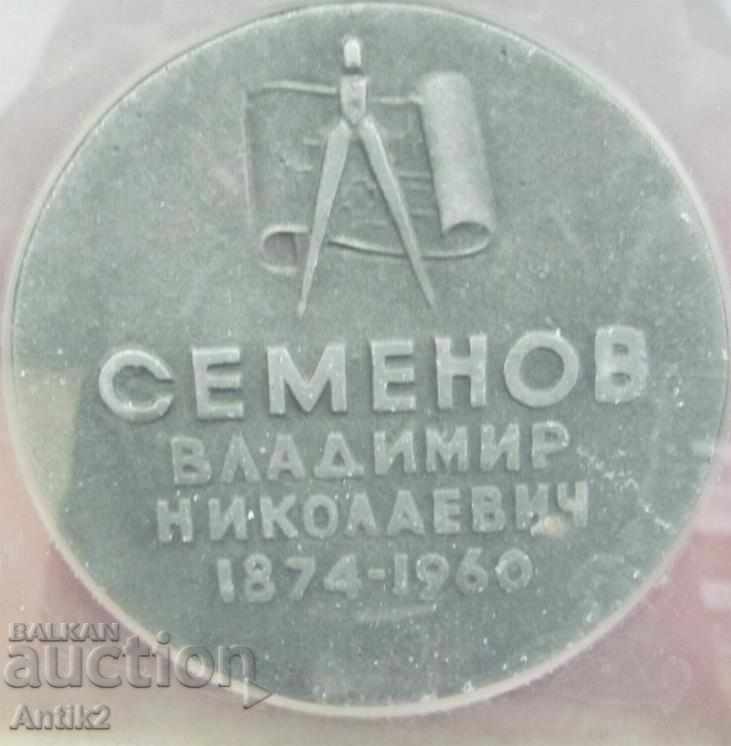 СЕМЕНОВ
ВЛАДИМИР
НИКОЛАЕВИЧ
1874-1960
BALKAN
auction
Antik2